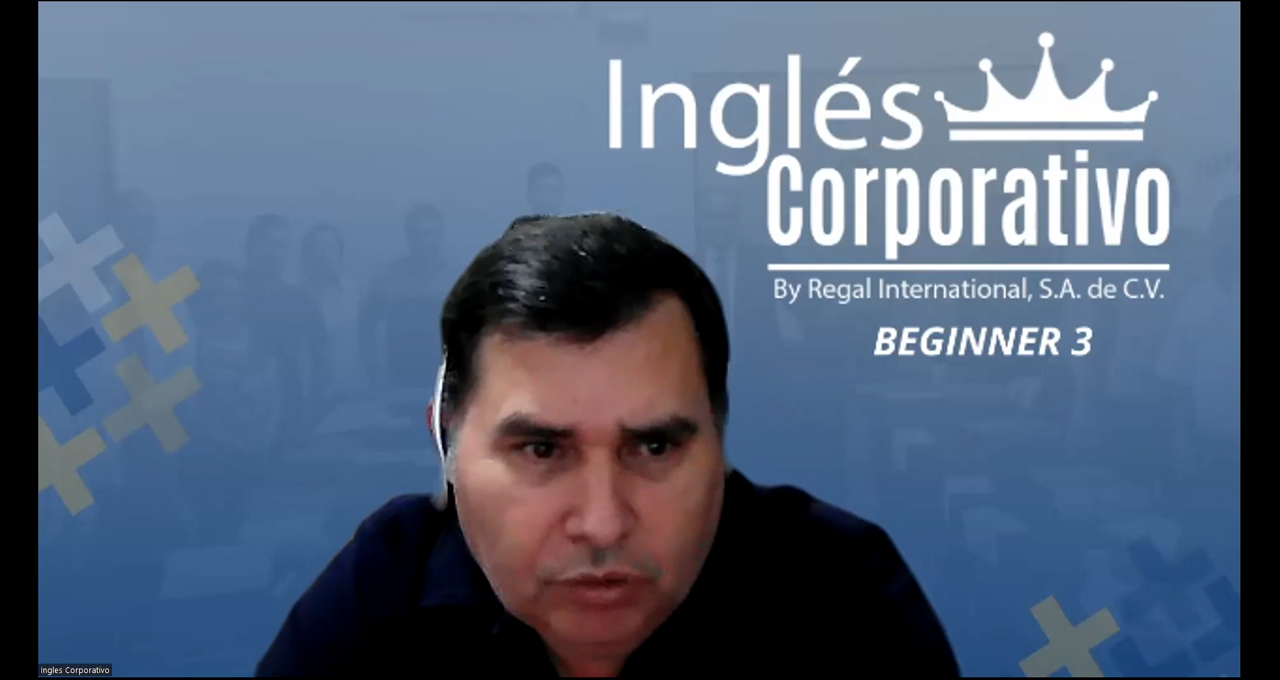 Inglés
Corporativo
By Regal International, S.A. de C.V.
BEGINNER 3
Ingles Corporativo